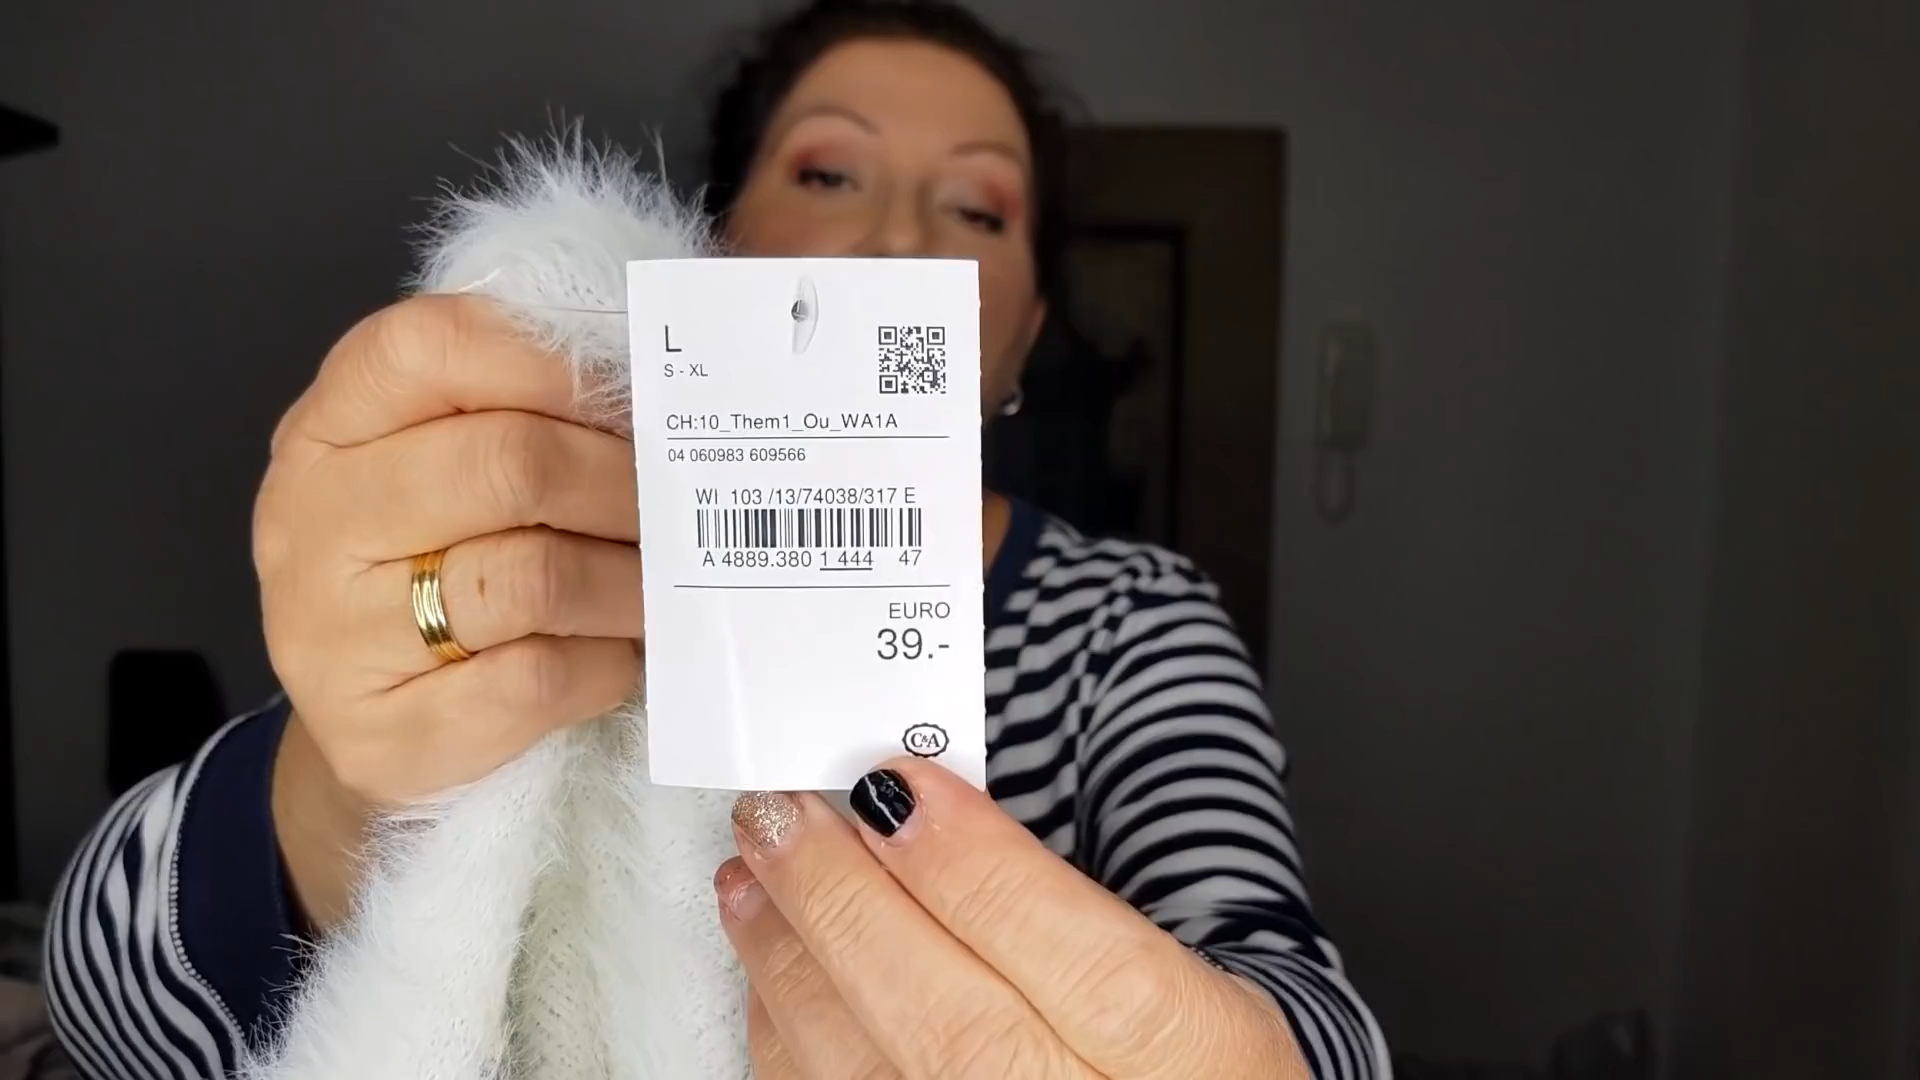 L
S - XL
CH:10_Them1_Ou_WA1A
04 060983 609566
WI 103 /13/74038/317 E
A 4889.380 1 444 47
EURO
39.-
C&A